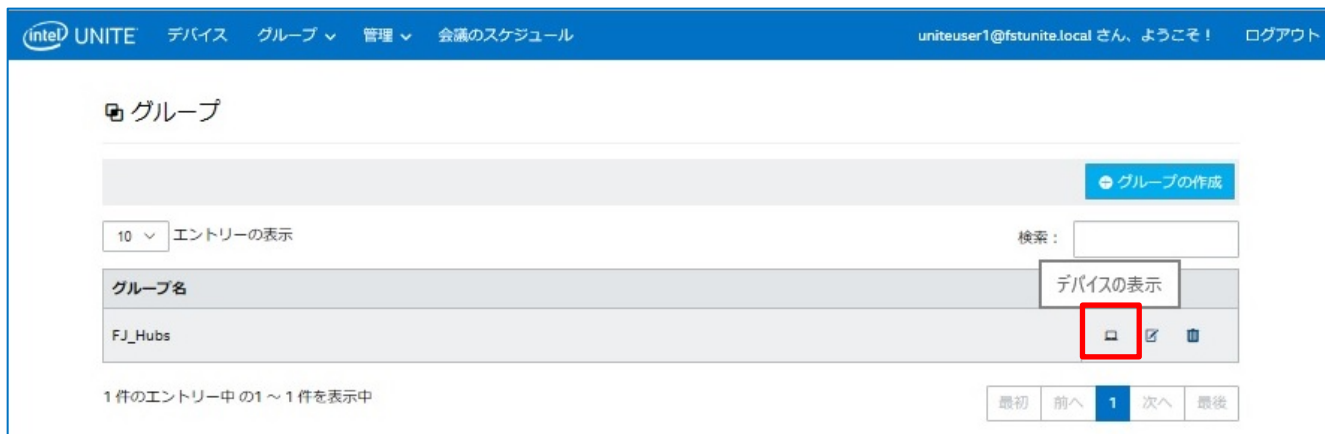 intel UNITE デバイス グループ 管理 会議のスケジュール uniteuser1@fstunite.local さん、ようこそ！ ログアウト
グループ
グループの作成
10 エントリーの表示 検索：
デバイスの表示
グループ名
FJ_Hubs
1 件のエントリー中 の1 ～ 1 件を表示中 最初 前へ 1 次へ 最後